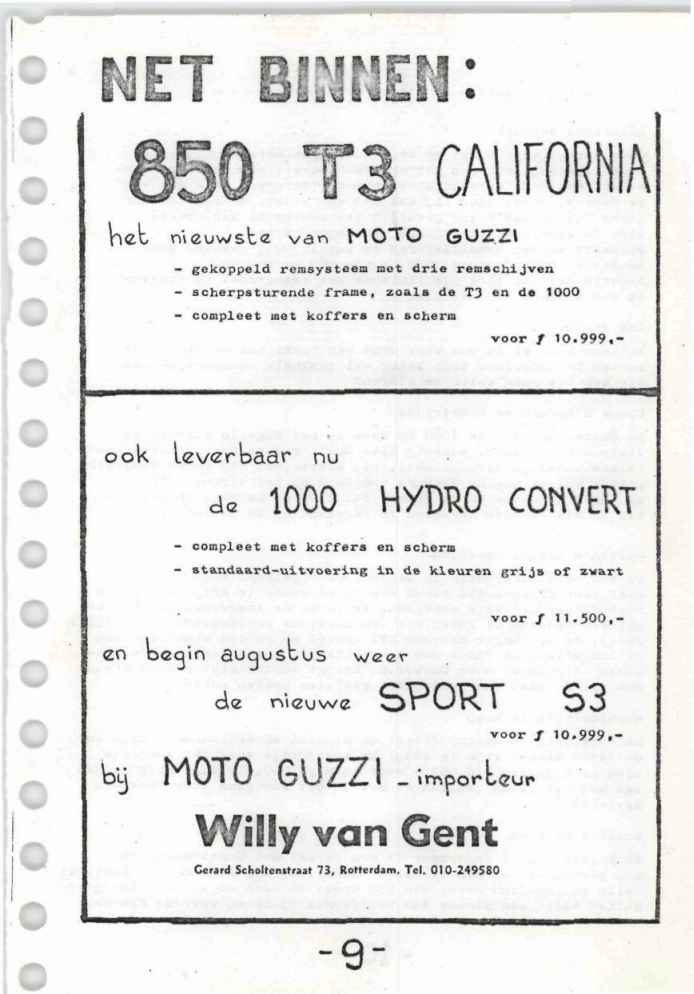 NET BINNEN:
850 T3 CALIFORNIA
het nieuwste van MOTO GUZZI
- gekoppeld remsysteem met drie remschijven
- scherpsturende frame, zoals de T3 en de 1000
- compleet met koffers en scherm
voor ƒ 10.999,-
ook leverbaar nu
de 1000 HYDRO CONVERT
- compleet met koffers en scherm
- standaard-uitvoering in de kleuren grijs of zwart
voor ƒ 11.500,-
en begin augustus weer
de nieuwe SPORT S3
voor ƒ 10.999,-
bij MOTO GUZZI - importeur
Willy van Gent
Gerard Scholtenstraat 73, Rotterdam. Tel. 010-249580
-9-